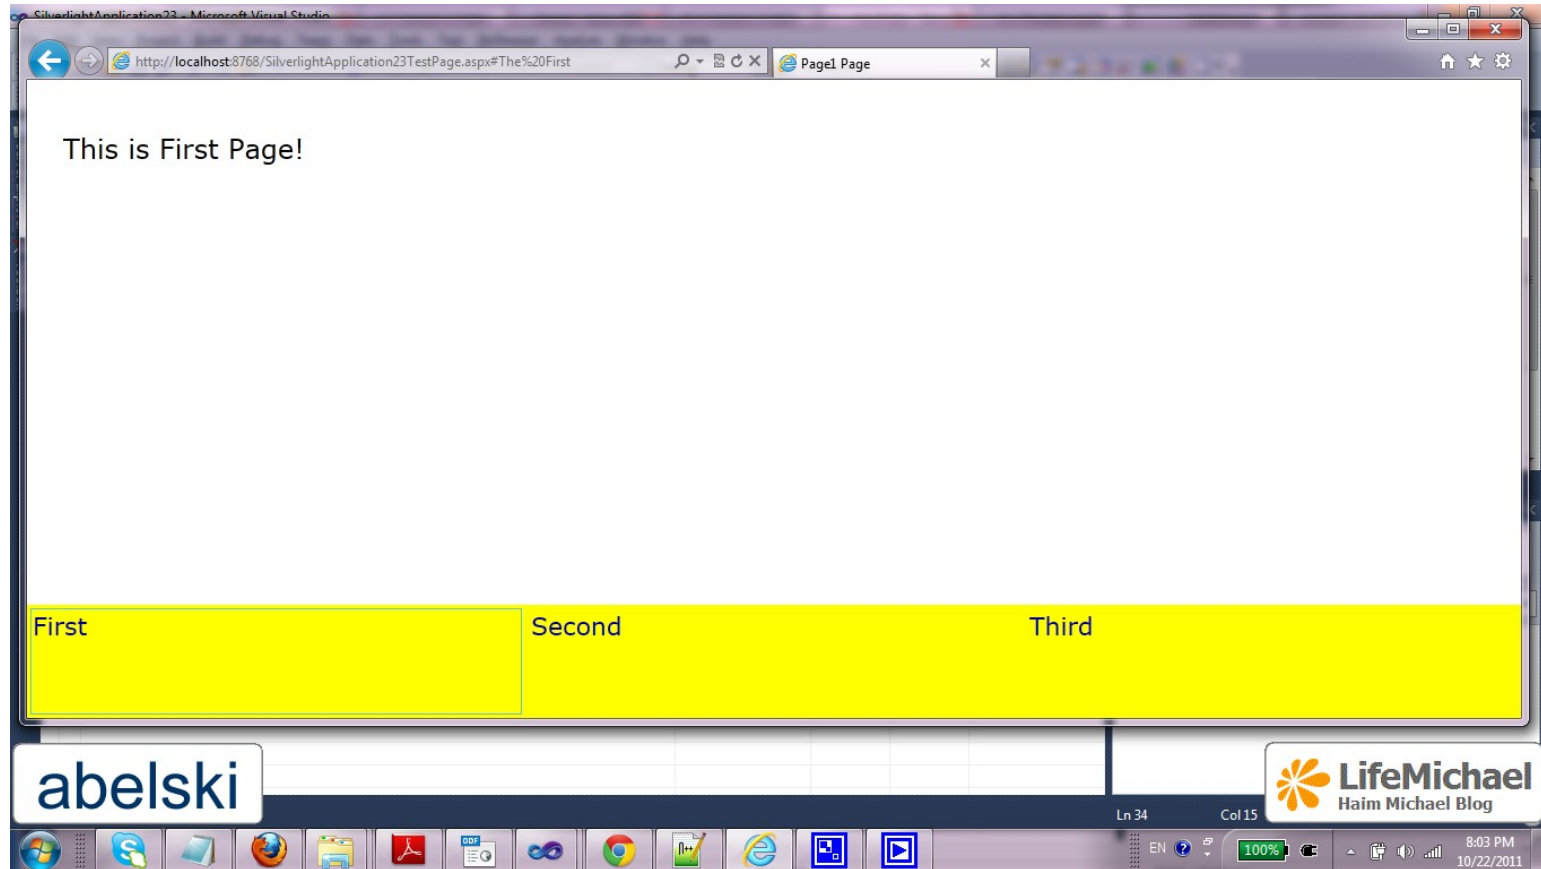 SilverlightApplication23 - Microsoft Visual Studio
http://localhost:8768/SilverlightApplication23TestPage.aspx#The%20First
Page1 Page
This is First Page!
First Second Third
abelski
LifeMichael
Haim Michael Blog
Ln 34 Col 15
EN 100% 8:03 PM
10/22/2011